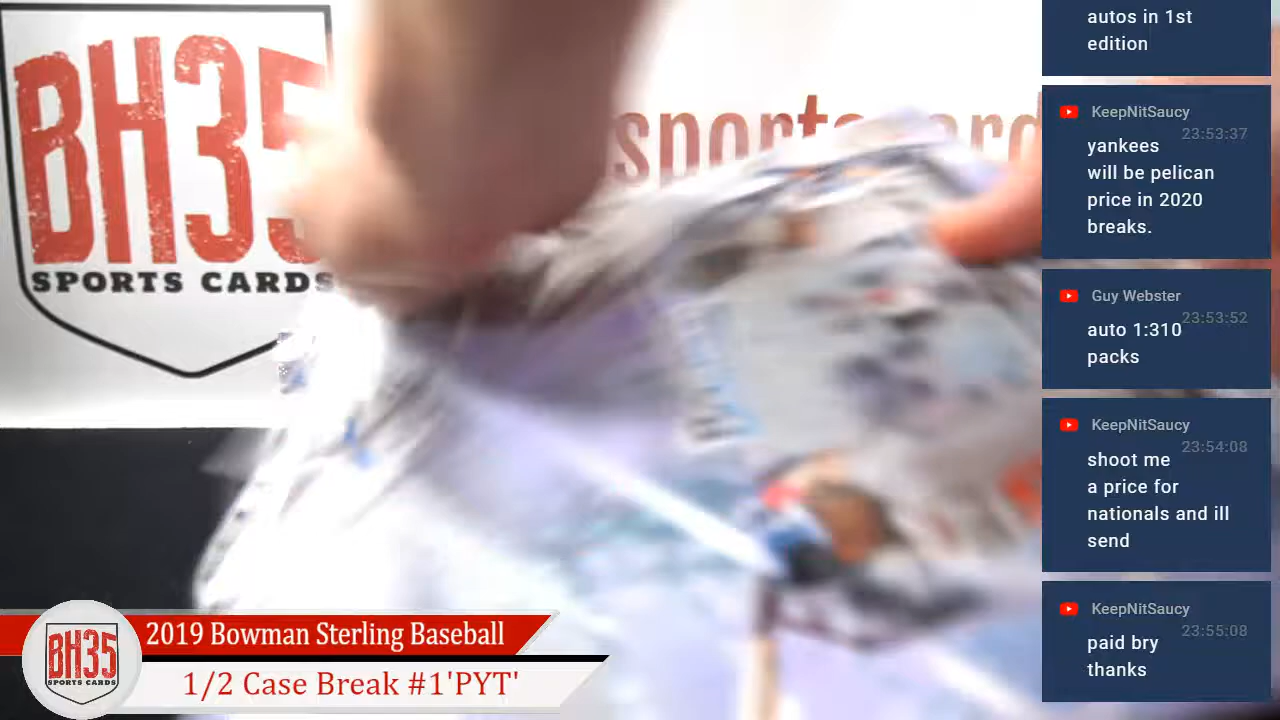 BH35
SPORTS CARDS
sports
autos in 1st
edition
KeepNitSaucy
23:53:37
yankees
will be pelican
price in 2020
breaks.
Guy Webster
23:53:52
auto 1:310
packs
KeepNitSaucy
23:54:08
shoot me
a price for
nationals and ill
send
KeepNitSaucy
23:55:08
paid bry
thanks
BH35
SPORTS CARDS
2019 Bowman Sterling Baseball
1/2 Case Break #1'PYT'